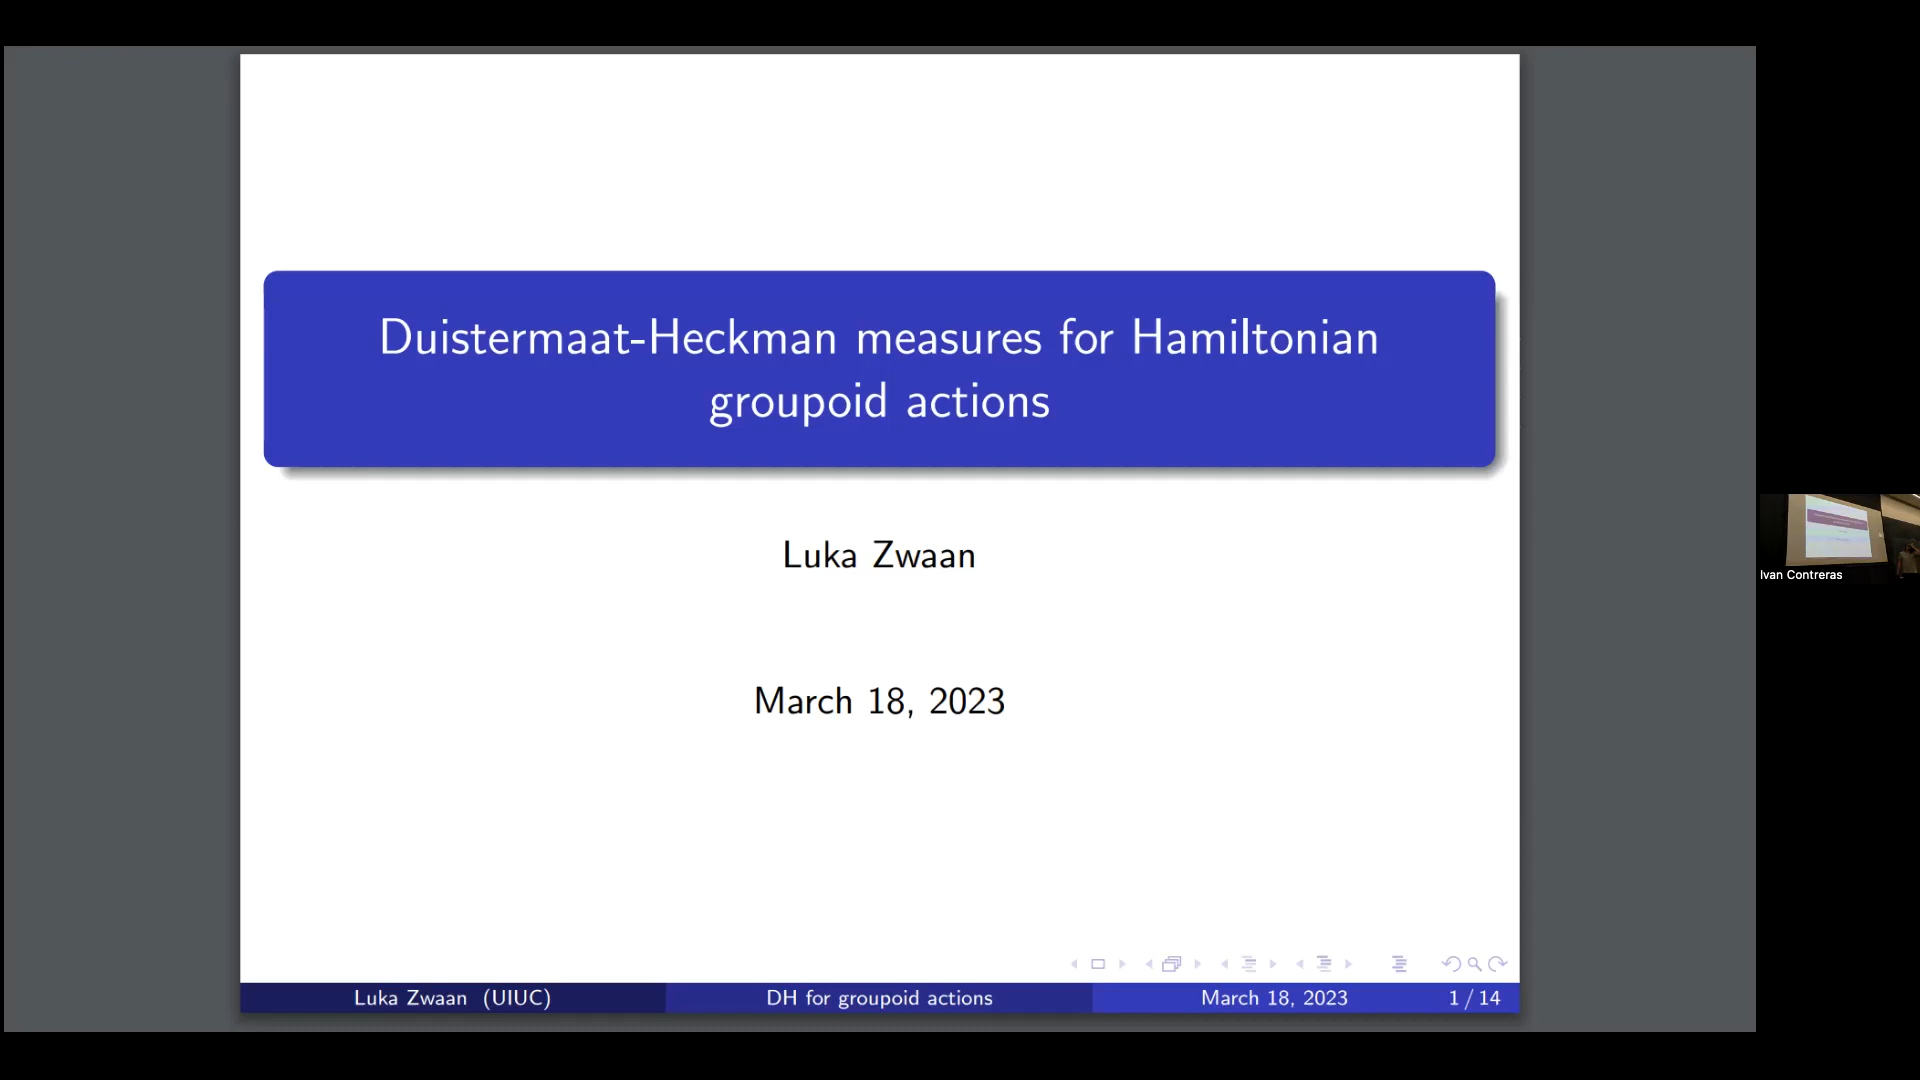 Duistermaat-Heckman measures for Hamiltonian
groupoid actions
Luka Zwaan
March 18, 2023
Ivan Contreras
Luka Zwaan (UIUC)
DH for groupoid actions
March 18, 2023
1 / 14